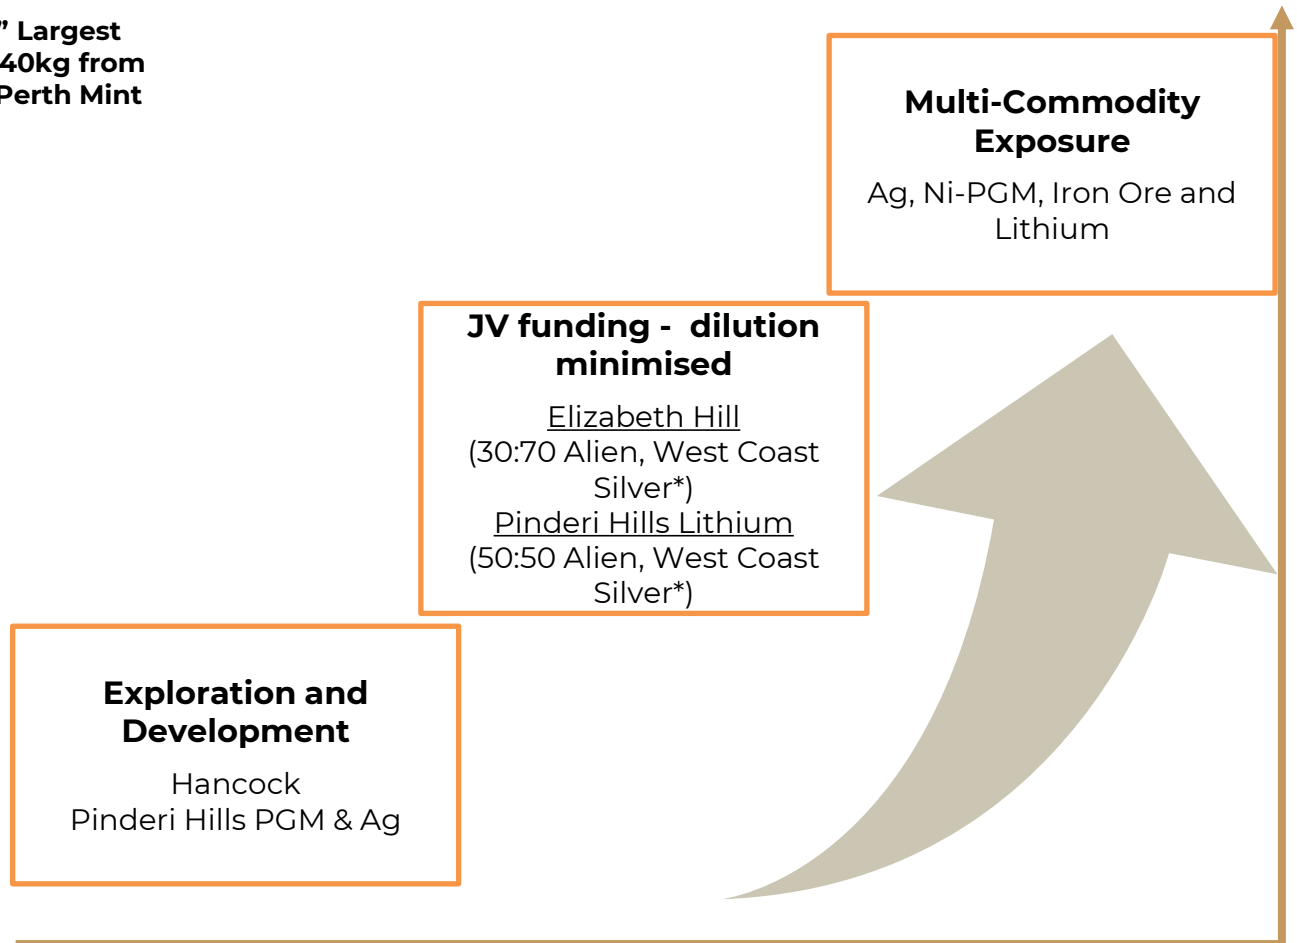 ” Largest
40kg from
Perth Mint
Multi-Commodity
Exposure
Ag, Ni-PGM, Iron Ore and
Lithium
JV funding - dilution
minimised
Elizabeth Hill
(30:70 Alien, West Coast
Silver*)
Pinderi Hills Lithium
(50:50 Alien, West Coast
Silver*)
Exploration and
Development
Hancock
Pinderi Hills PGM & Ag